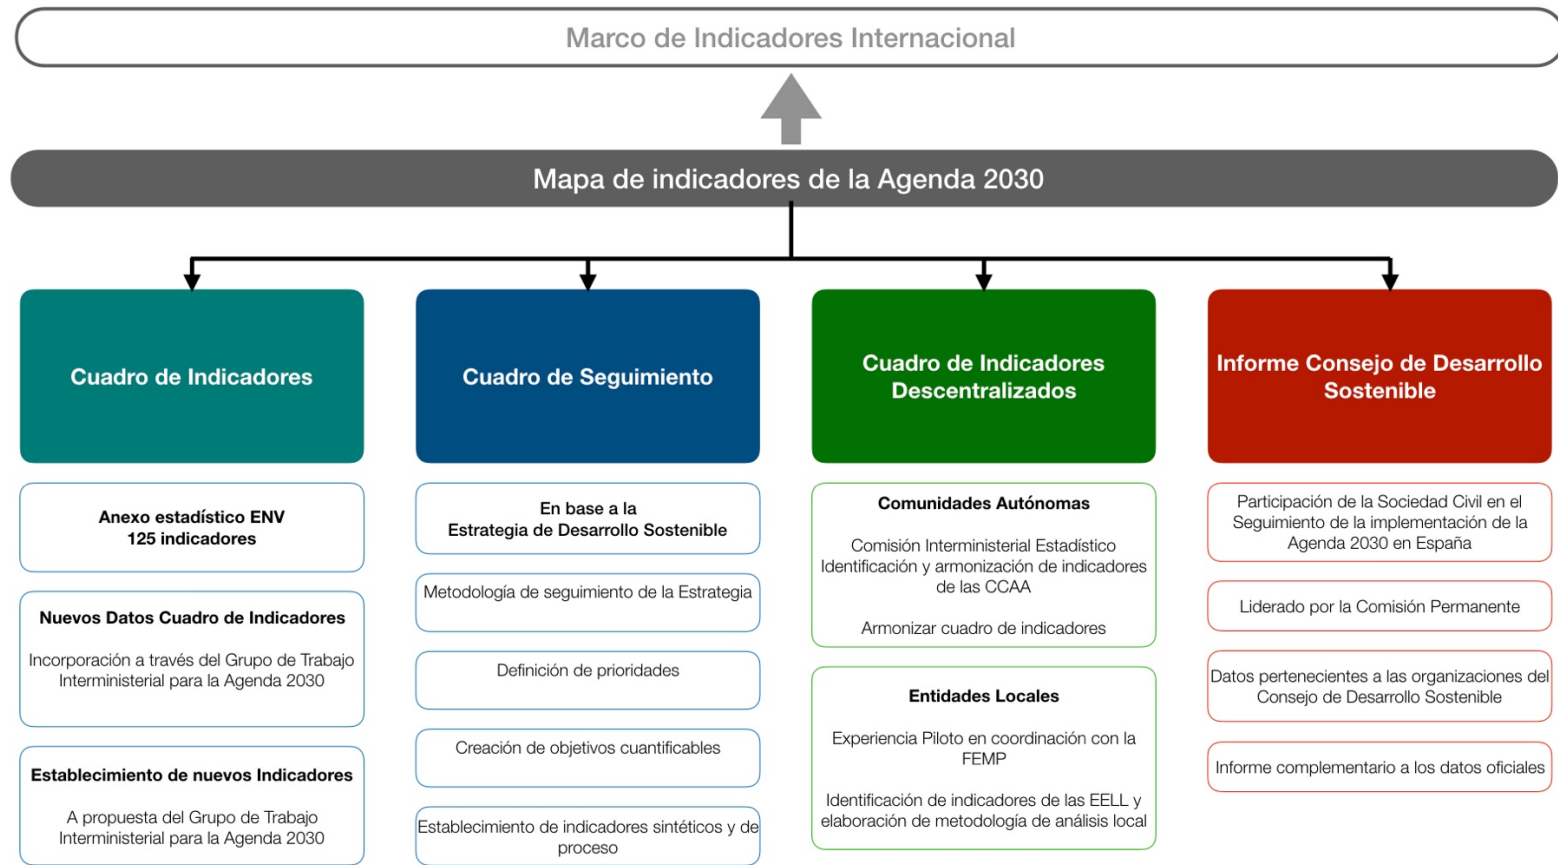 Marco de Indicadores Internacional
Mapa de indicadores de la Agenda 2030
Cuadro de Indicadores
Anexo estadístico ENV
125 indicadores
Nuevos Datos Cuadro de Indicadores
Incorporación a través del Grupo de Trabajo
Interministerial para la Agenda 2030
Establecimiento de nuevos Indicadores
A propuesta del Grupo de Trabajo
Interministerial para la Agenda 2030
Cuadro de Seguimiento
En base a la
Estrategia de Desarrollo Sostenible
Metodología de seguimiento de la Estrategia
Definición de prioridades
Creación de objetivos cuantificables
Establecimiento de indicadores sintéticos y de
proceso
Cuadro de Indicadores
Descentralizados
Comunidades Autónomas
Comisión Interministerial Estadístico
Identificación y armonización de indicadores
de las CCAA
Armonizar cuadro de indicadores
Entidades Locales
Experiencia Piloto en coordinación con la
FEMP
Identificación de indicadores de las EELL y
elaboración de metodología de análisis local
Informe Consejo de Desarrollo
Sostenible
Participación de la Sociedad Civil en el
Seguimiento de la implementación de la
Agenda 2030 en España
Liderado por la Comisión Permanente
Datos pertenecientes a las organizaciones del
Consejo de Desarrollo Sostenible
Informe complementario a los datos oficiales